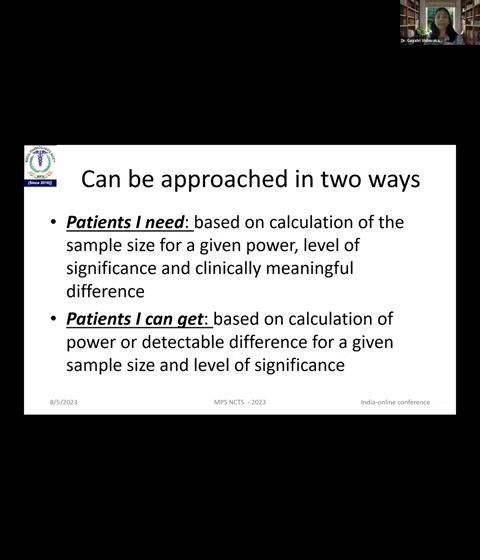 Can be approached in two ways
• Patients I need: based on calculation of the
sample size for a given power, level of
significance and clinically meaningful
difference
• Patients I can get: based on calculation of
power or detectable difference for a given
sample size and level of significance
8/5/2023
MPS NCTS - 2023
India-online conference